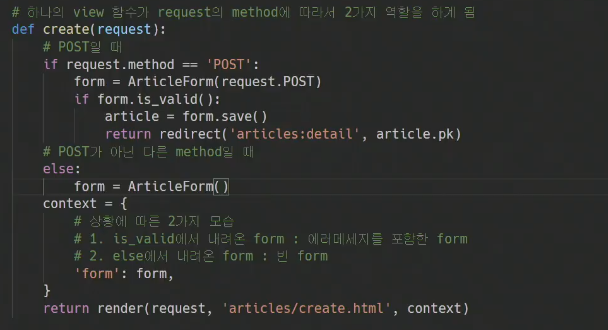 # 하나의 view 함수가 request의 method에 따라서 2가지 역할을 하게 됨
def create(request):
    # POST일 때
    if request.method == 'POST':
        form = ArticleForm(request.POST)
        if form.is_valid():
            article = form.save()
            return redirect('articles:detail', article.pk)
    # POST가 아닌 다른 method일 때
    else:
        form = ArticleForm()
    context = {
        # 상황에 따른 2가지 모습
        # 1. is_valid에서 내려온 form : 에러메세지를 포함한 form
        # 2. else에서 내려온 form : 빈 form
        'form': form,
    }
    return render(request, 'articles/create.html', context)